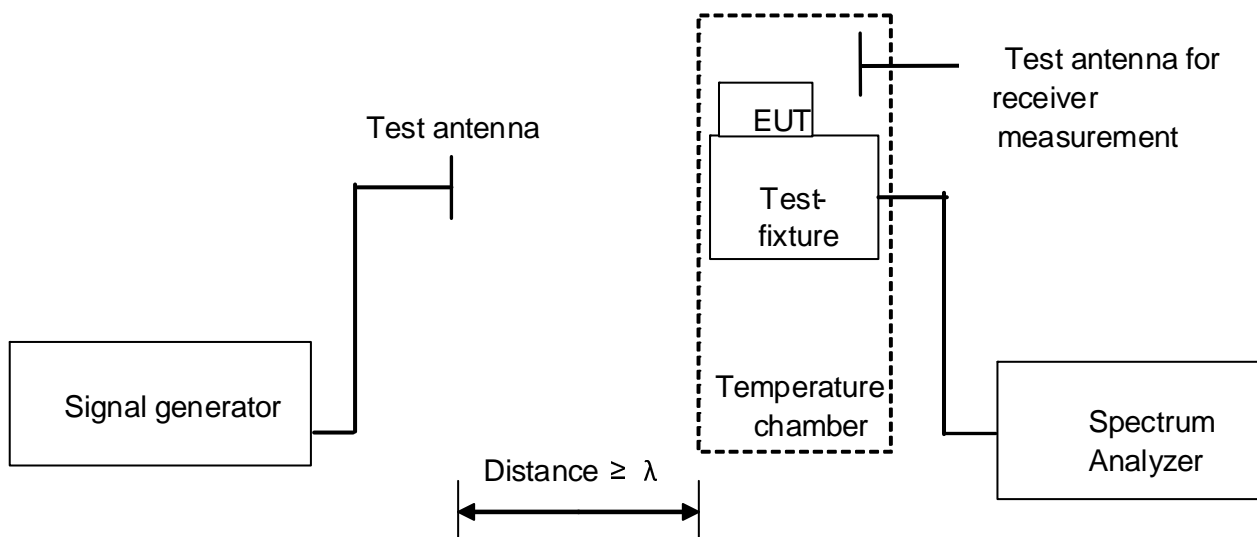 Test antenna for
receiver
measurement
EUT
Test antenna
Test-
fixture
Signal generator
Temperature
chamber
Spectrum
Analyzer
Distance ≥ λ